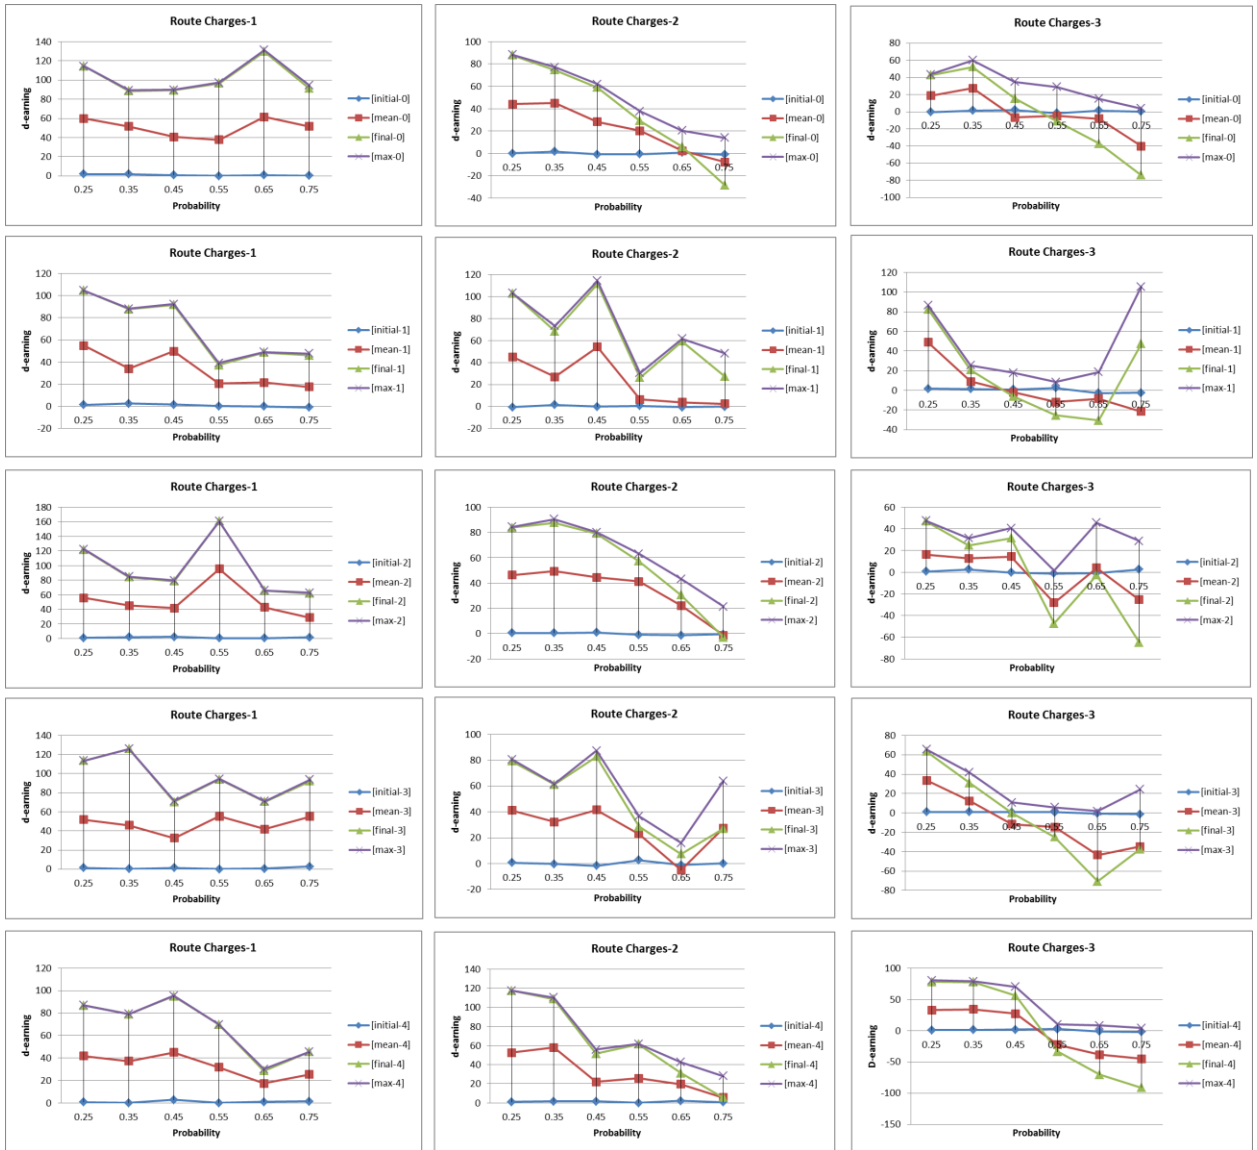 Route Charges-1
140
120
100
80
60
40
20
0
0.25 0.35 0.45 0.55 0.65 0.75
d-earning
Probability
[initial-0]
[mean-0]
[final-0]
[max-0]
Route Charges-2
100
80
60
40
20
0
-20
-40
0.25 0.35 0.45 0.55 0.65 0.75
d-earning
Probability
[initial-0]
[mean-0]
[final-0]
[max-0]
Route Charges-3
80
60
40
20
0
-20
-40
-60
-80
-100
0.25 0.35 0.45 0.55 0.65 0.75
d-earning
Probability
[initial-0]
[mean-0]
[final-0]
[max-0]
Route Charges-1
120
100
80
60
40
20
0
-20
0.25 0.35 0.45 0.55 0.65 0.75
d-earning
Probability
[initial-1]
[mean-1]
[final-1]
[max-1]
Route Charges-2
120
100
80
60
40
20
0
-20
0.25 0.35 0.45 0.55 0.65 0.75
d-earning
Probability
[initial-1]
[mean-1]
[final-1]
[max-1]
Route Charges-3
120
100
80
60
40
20
0
-20
-40
0.25 0.35 0.45 0.55 0.65 0.75
d-earning
Probability
[initial-1]
[mean-1]
[final-1]
[max-1]
Route Charges-1
180
160
140
120
100
80
60
40
20
0
0.25 0.35 0.45 0.55 0.65 0.75
d-earning
Probability
[initial-2]
[mean-2]
[final-2]
[max-2]
Route Charges-2
100
80
60
40
20
0
-20
0.25 0.35 0.45 0.55 0.65 0.75
d-earning
Probability
[initial-2]
[mean-2]
[final-2]
[max-2]
Route Charges-3
60
40
20
0
-20
-40
-60
-80
0.25 0.35 0.45 0.55 0.65 0.75
d-earning
Probability
[initial-2]
[mean-2]
[final-2]
[max-2]
Route Charges-1
140
120
100
80
60
40
20
0
0.25 0.35 0.45 0.55 0.65 0.75
d-earning
Probability
[initial-3]
[mean-3]
[final-3]
[max-3]
Route Charges-2
100
80
60
40
20
0
-20
0.25 0.35 0.45 0.55 0.65 0.75
d-earning
Probability
[initial-3]
[mean-3]
[final-3]
[max-3]
Route Charges-3
80
60
40
20
0
-20
-40
-60
-80
0.25 0.35 0.45 0.55 0.65 0.75
d-earning
Probability
[initial-3]
[mean-3]
[final-3]
[max-3]
Route Charges-1
120
100
80
60
40
20
0
0.25 0.35 0.45 0.55 0.65 0.75
d-earning
Probability
[initial-4]
[mean-4]
[final-4]
[max-4]
Route Charges-2
140
120
100
80
60
40
20
0
0.25 0.35 0.45 0.55 0.65 0.75
d-earning
Probability
[initial-4]
[mean-4]
[final-4]
[max-4]
Route Charges-3
100
50
0
-50
-100
-150
0.25 0.35 0.45 0.55 0.65 0.75
D-earning
Probability
[initial-4]
[mean-4]
[final-4]
[max-4]